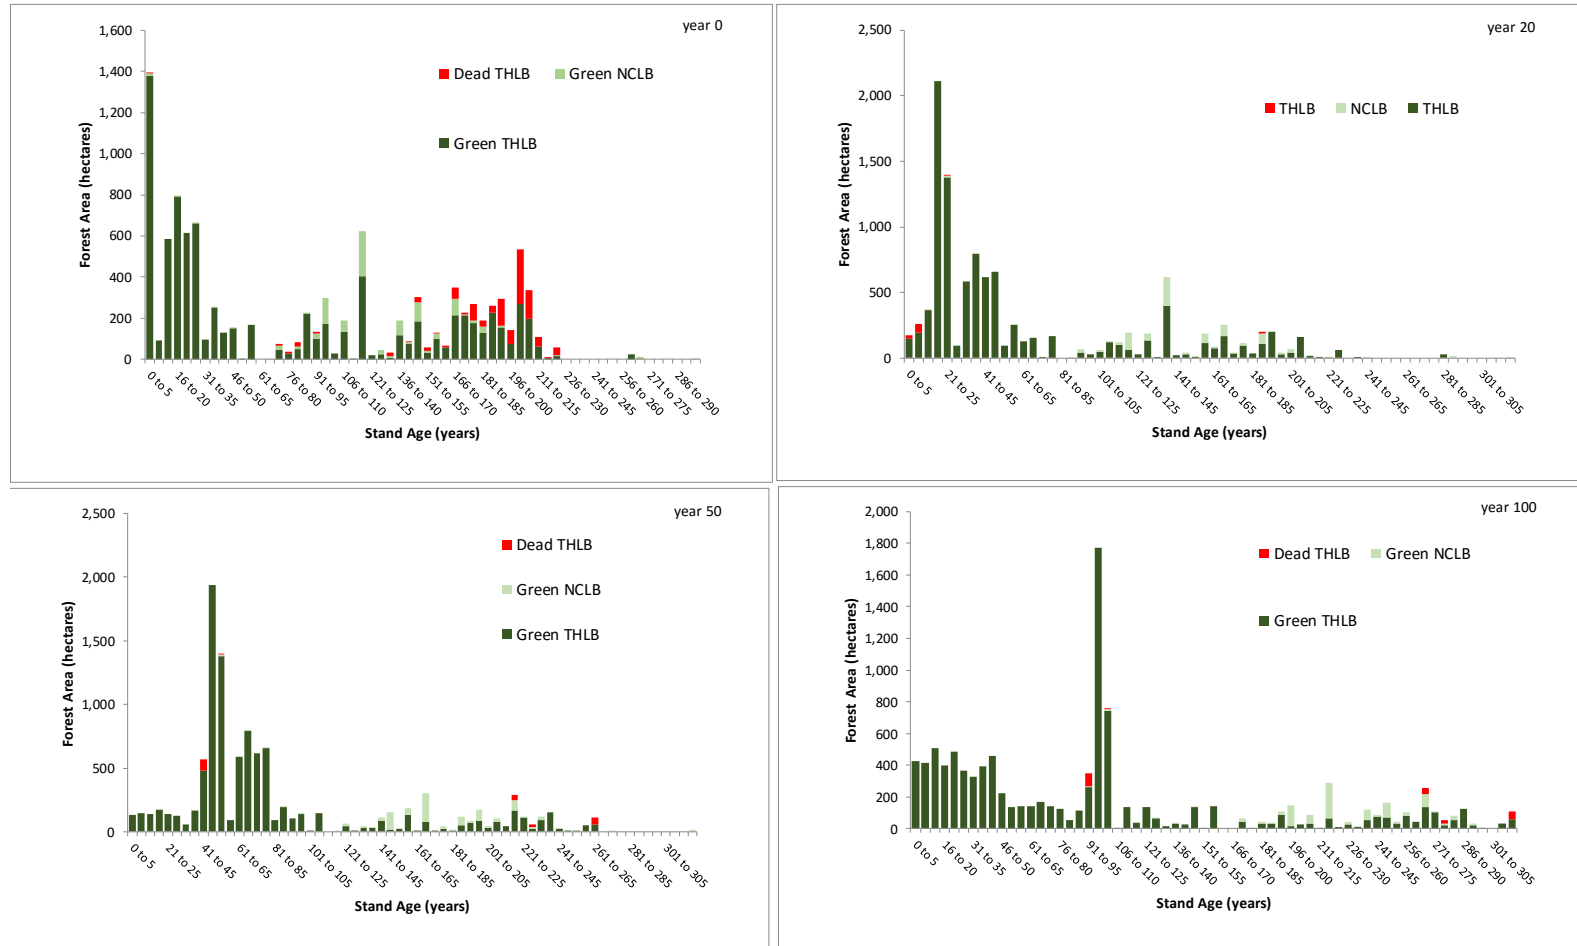 year 0
1,600
1,400
1,200
1,000
800
600
400
200
0
Forest Area (hectares)
Dead THLB Green NCLB
Green THLB
0 to 5 16 to 20 31 to 35 46 to 50 61 to 65 76 to 80 91 to 95 106 to 110 121 to 125 136 to 140 151 to 155 166 to 170 181 to 185 196 to 200 211 to 215 226 to 230 241 to 245 256 to 260 271 to 275 286 to 290
Stand Age (years)
year 20
2,500
2,000
1,500
1,000
500
0
Forest Area (hectares)
THLB NCLB THLB
0 to 5 21 to 25 41 to 45 61 to 65 81 to 85 101 to 105 121 to 125 141 to 145 161 to 165 181 to 185 201 to 205 221 to 225 241 to 245 261 to 265 281 to 285 301 to 305
Stand Age (years)
year 50
2,500
2,000
1,500
1,000
500
0
Forest Area (hectares)
Dead THLB
Green NCLB
Green THLB
0 to 5 21 to 25 41 to 45 61 to 65 81 to 85 101 to 105 121 to 125 141 to 145 161 to 165 181 to 185 201 to 205 221 to 225 241 to 245 261 to 265 281 to 285 301 to 305
Stand Age (years)
year 100
2,000
1,800
1,600
1,400
1,200
1,000
800
600
400
200
0
Forest Area (hectares)
Dead THLB Green NCLB
Green THLB
0 to 5 16 to 20 31 to 35 46 to 50 61 to 65 76 to 80 91 to 95 106 to 110 121 to 125 136 to 140 151 to 155 166 to 170 181 to 185 196 to 200 211 to 215 226 to 230 241 to 245 256 to 260 271 to 275 286 to 290 301 to 305
Stand Age (years)